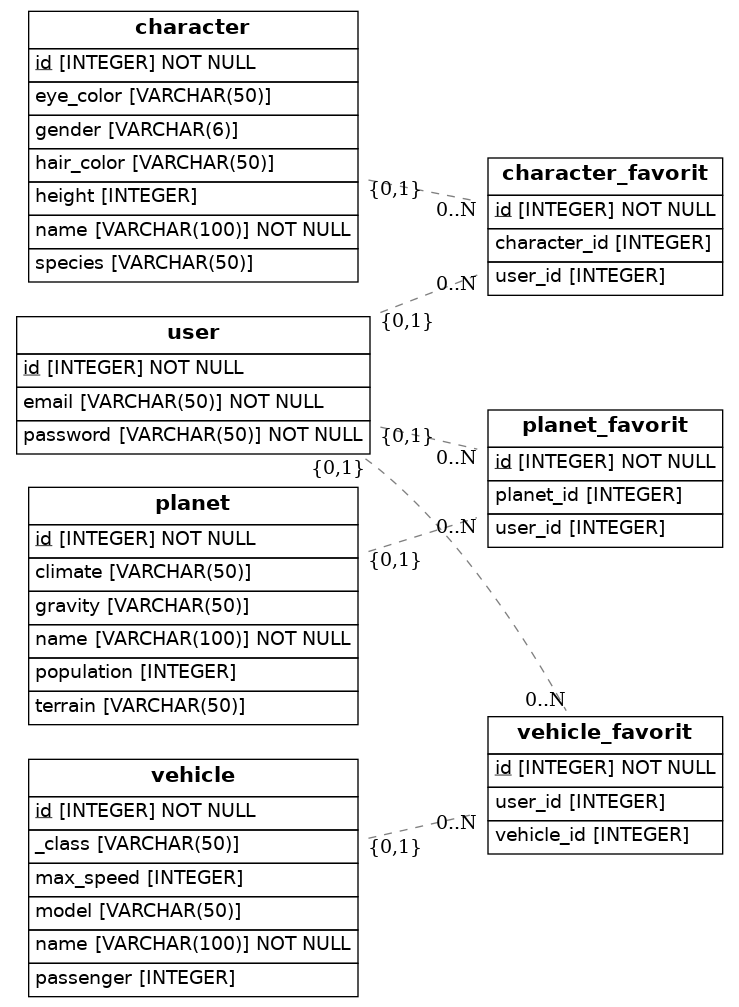 character
id [INTEGER] NOT NULL
eye_color [VARCHAR(50)]
gender [VARCHAR(6)]
hair_color [VARCHAR(50)]
height [INTEGER]
name [VARCHAR(100)] NOT NULL
species [VARCHAR(50)]
{0,1}
0..N
character_favorit
id [INTEGER] NOT NULL
character_id [INTEGER]
user_id [INTEGER]
0..N
{0,1}
user
id [INTEGER] NOT NULL
email [VARCHAR(50)] NOT NULL
password [VARCHAR(50)] NOT NULL
{0,1}
0..N
{0,1}
planet_favorit
id [INTEGER] NOT NULL
planet_id [INTEGER]
user_id [INTEGER]
0..N
{0,1}
planet
id [INTEGER] NOT NULL
climate [VARCHAR(50)]
gravity [VARCHAR(50)]
name [VARCHAR(100)] NOT NULL
population [INTEGER]
terrain [VARCHAR(50)]
0..N
vehicle_favorit
id [INTEGER] NOT NULL
user_id [INTEGER]
vehicle_id [INTEGER]
0..N
{0,1}
vehicle
id [INTEGER] NOT NULL
_class [VARCHAR(50)]
max_speed [INTEGER]
model [VARCHAR(50)]
name [VARCHAR(100)] NOT NULL
passenger [INTEGER]